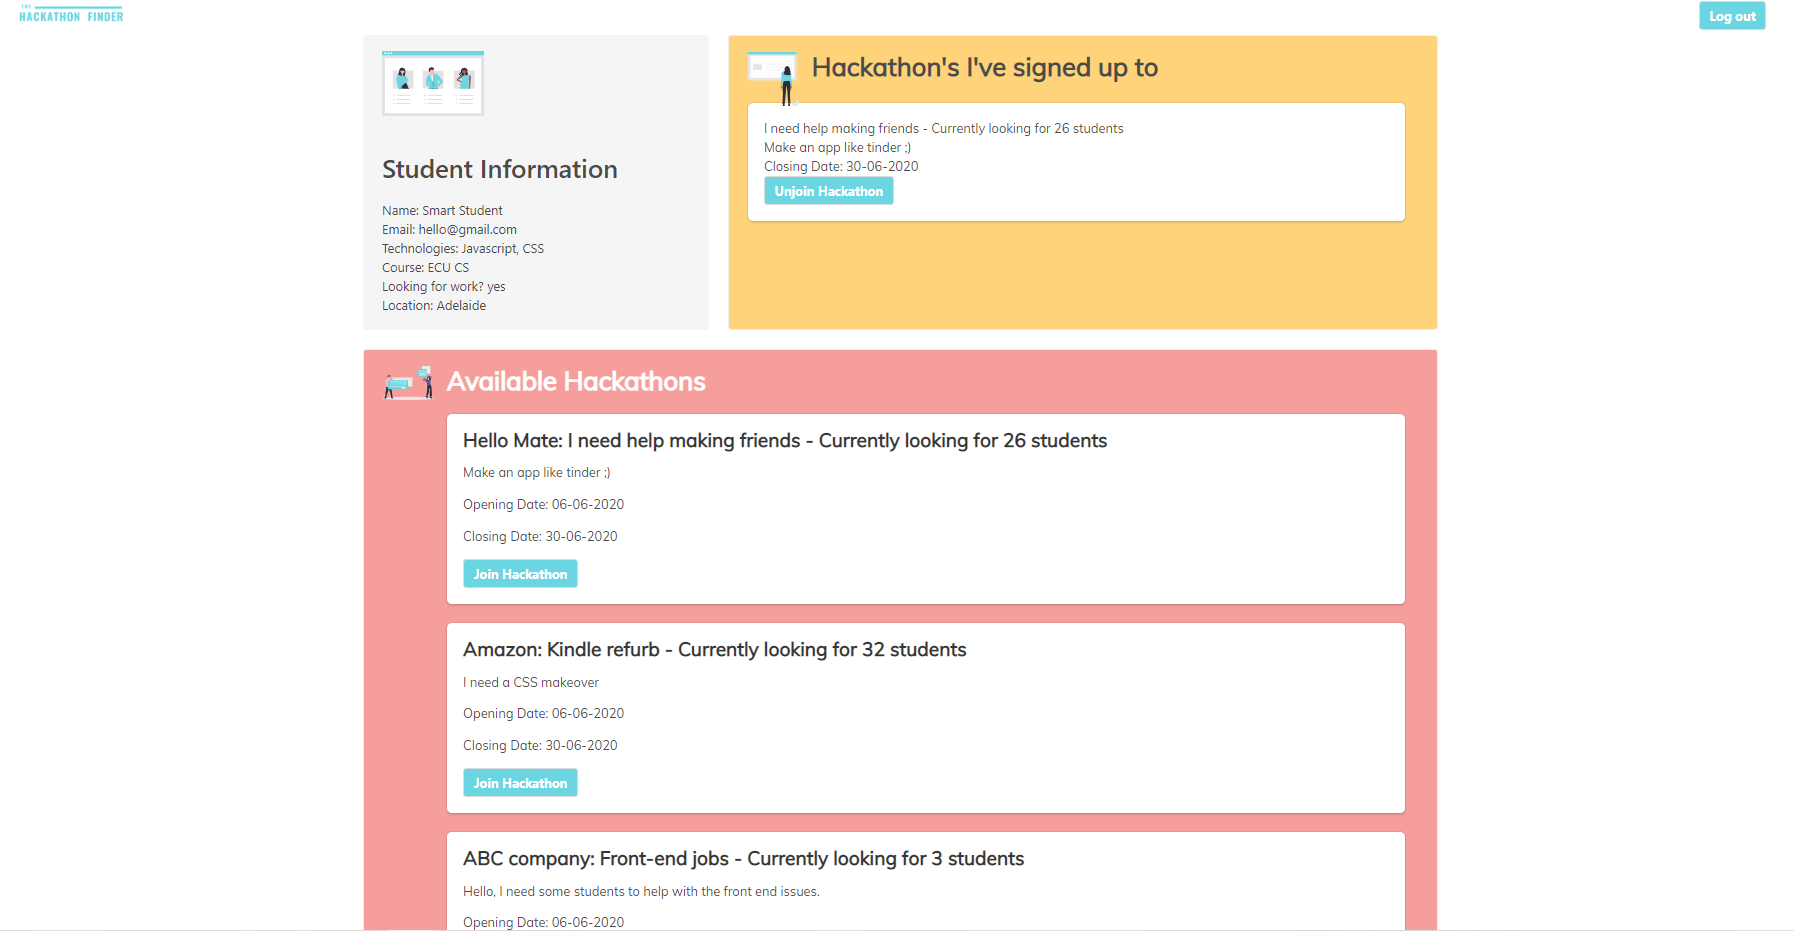 THE
HACKATHON FINDER
Log out
Student Information
Name: Smart Student
Email: hello@gmail.com
Technologies: Javascript, CSS
Course: ECU CS
Looking for work? yes
Location: Adelaide
Hackathon's I've signed up to
I need help making friends - Currently looking for 26 students
Make an app like tinder ;)
Closing Date: 30-06-2020
Unjoin Hackathon
Available Hackathons
Hello Mate: I need help making friends - Currently looking for 26 students
Make an app like tinder ;)
Opening Date: 06-06-2020
Closing Date: 30-06-2020
Join Hackathon
Amazon: Kindle refurb - Currently looking for 32 students
I need a CSS makeover
Opening Date: 06-06-2020
Closing Date: 30-06-2020
Join Hackathon
ABC company: Front-end jobs - Currently looking for 3 students
Hello, I need some students to help with the front end issues.
Opening Date: 06-06-2020